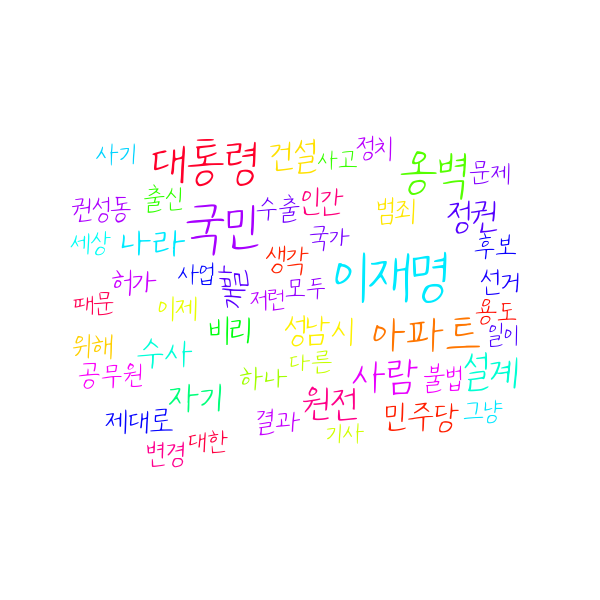 사기 대통령 건설 사고 정치 옹벽 문제
권성동 출신 국민 수출 인간 범죄 정권
세상 나라 생각 국가 후보
허가 사업 저런 모두 이재명 선거
때문 이제 비리 성남시 아파트 용도 일이
위해 수사 다른 설계
공무원 자기 하나 원전 사람 불법
제대로 결과 기사 민주당 그냥
변경 대한